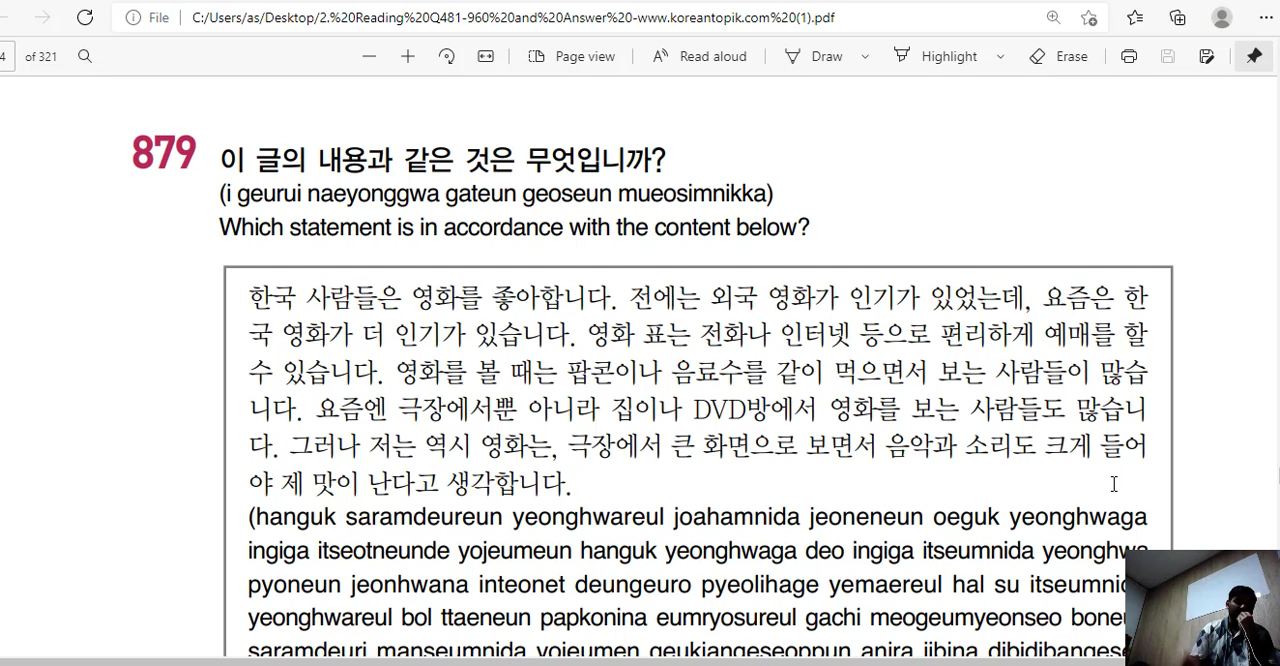 File
C:/Users/as/Desktop/2.%20Reading%20Q481-960%20and%20Answer%20-www.koreantopik.com%20(1).pdf
4 of 321
Page view
Read aloud
Draw
Highlight
Erase
879 이 글의 내용과 같은 것은 무엇입니까?
(i geurui naeyonggwa gateun geoseun mueosimnikka)
Which statement is in accordance with the content below?
한국 사람들은 영화를 좋아합니다. 전에는 외국 영화가 인기가 있었는데, 요즘은 한
국 영화가 더 인기가 있습니다. 영화 표는 전화나 인터넷 등으로 편리하게 예매를 할
수 있습니다. 영화를 볼 때는 팝콘이나 음료수를 같이 먹으면서 보는 사람들이 많습
니다. 요즘엔 극장에서뿐 아니라 집이나 DVD방에서 영화를 보는 사람들도 많습니
다. 그러나 저는 역시 영화는, 극장에서 큰 화면으로 보면서 음악과 소리도 크게 들어
야 제 맛이 난다고 생각합니다.
(hanguk saramdeureun yeonghwareul joahamnida jeoneneun oeguk yeonghwaga
ingiga itseotneunde yojeumeun hanguk yeonghwaga deo ingiga itseumnida yeonghwa
pyoneun jeonhwana inteonet deungeuro pyeolihage yemaereul hal su itseumnid
yeonghwareul bol ttaeneun papkonina eumryosureul gachi meogeumyeonseo bone
saramdeuri manseumnida yojeumen geukjangeseoppun anira jibina dibidibangese